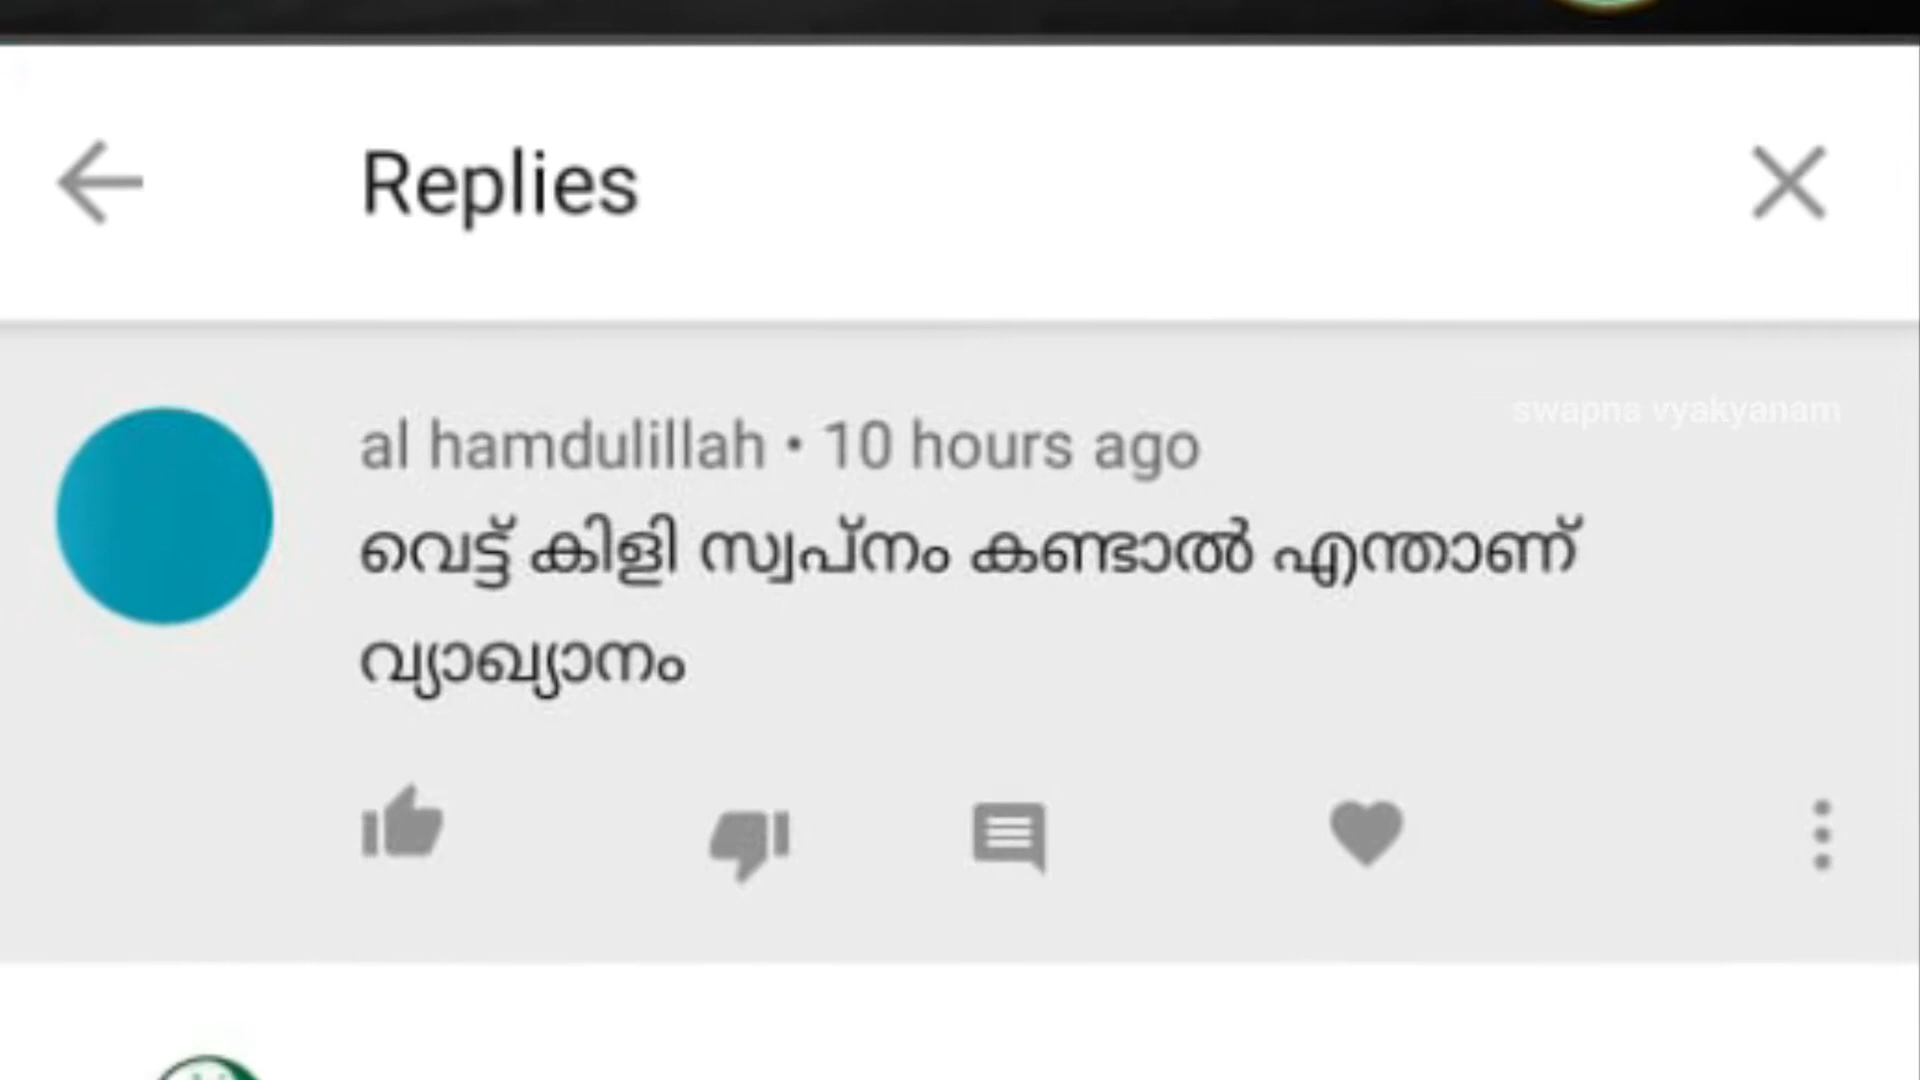 Replies
swapna vyakyanam
al hamdulillah • 10 hours ago
വെട്ട് കിളി സ്വപ്നം കണ്ടാൽ എന്താണ്
വ്യാഖ്യാനം